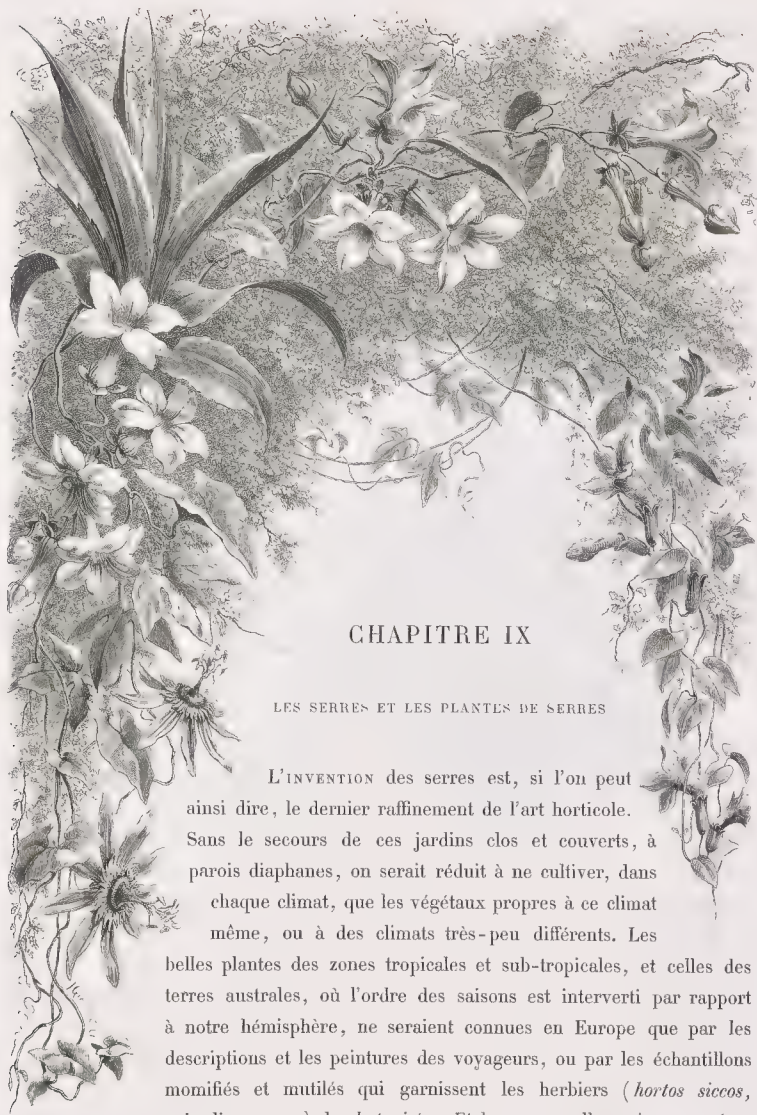 CHAPITRE IX
LES SERRES ET LES PLANTES DE SERRES
L'INVENTION des serres est, si l'on peut
ainsi dire, le dernier raffinement de l'art horticole.
Sans le secours de ces jardins clos et couverts, à
parois diaphanes, on serait réduit à ne cultiver, dans
chaque climat, que les végétaux propres à ce climat
même, ou à des climats très-peu différents. Les
belles plantes des zones tropicales et sub-tropicales, et celles des
terres australes, où l'ordre des saisons est interverti par rapport
à notre hémisphère, ne seraient connues en Europe que par les
descriptions et les peintures des voyageurs, ou par les échantillons
momifiés et mutilés qui garnissent les herbiers (hortos siccos,